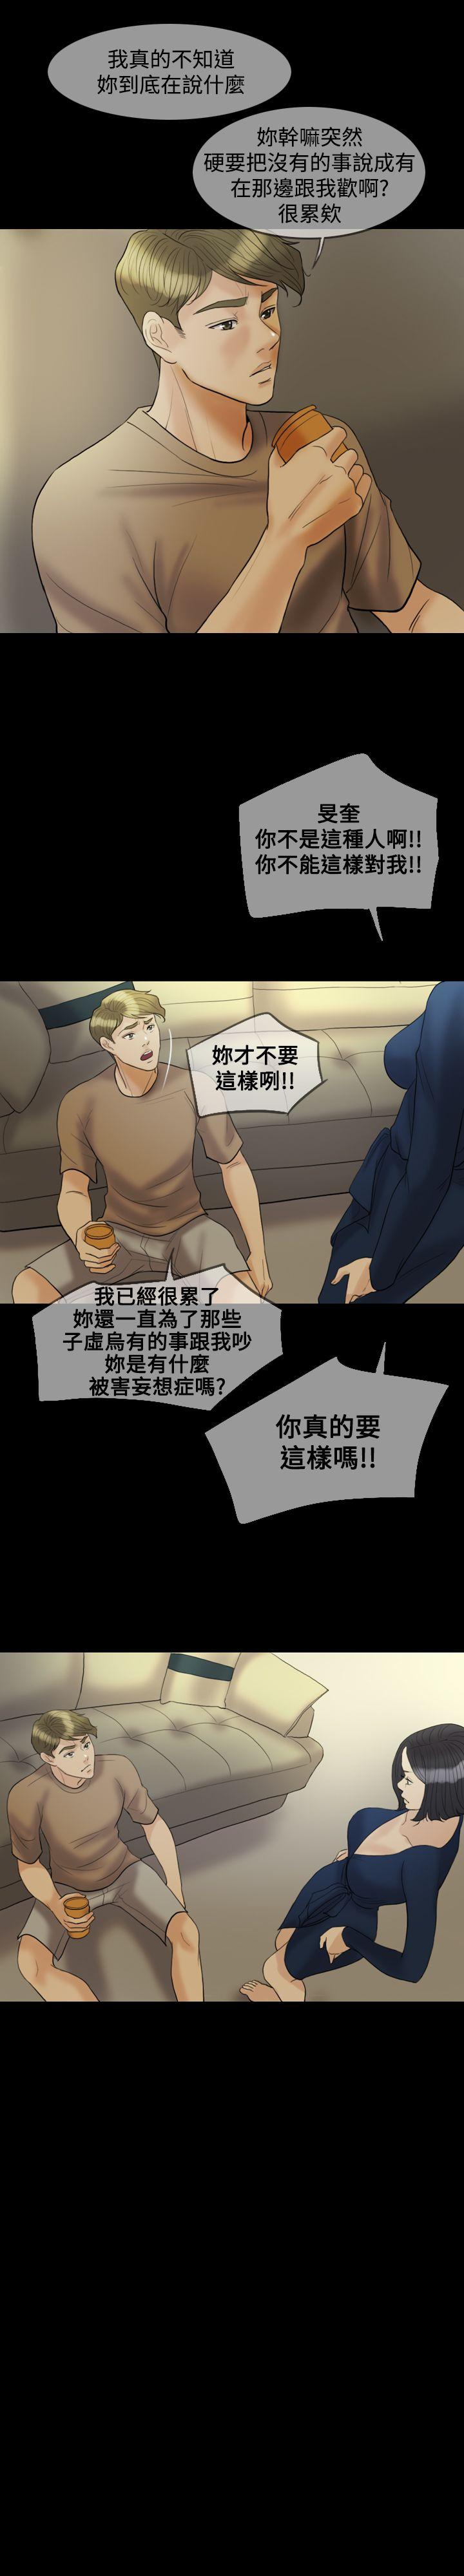 我真的不知道
妳到底在說什麼
妳幹嘛突然
硬要把沒有的事說成有
在那邊跟我歡啊?
很累欸
旻奎
你不是這種人啊!!
你不能這樣對我!!
妳才不要
這樣咧!!
我已經很累了
妳還一直為了那些
子虛烏有的事跟我吵
妳是有什麼
被害妄想症嗎?
你真的要
這樣嗎!!